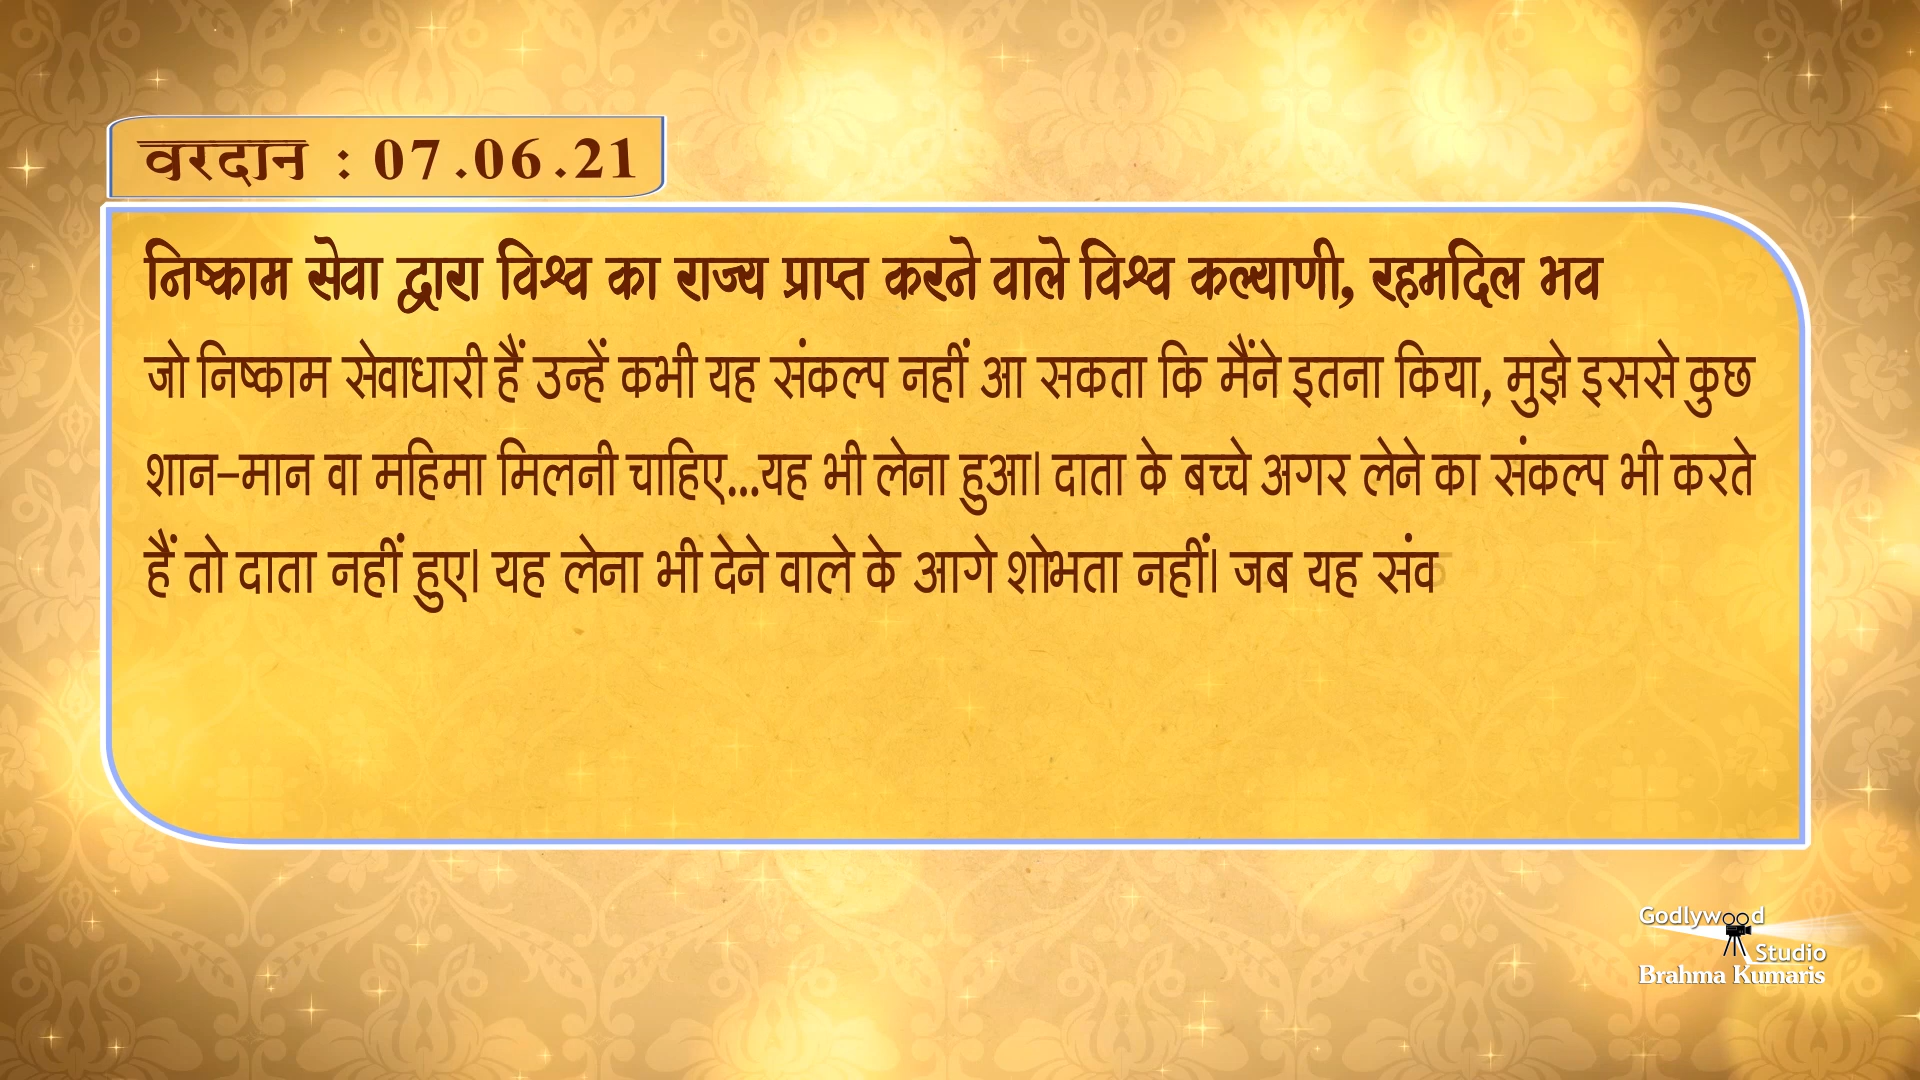 वरदान : 07.06.21
निष्काम सेवा द्वारा विश्व का राज्य प्राप्त करने वाले विश्व कल्याणी, रहमदिल भव
जो निष्काम सेवाधारी हैं उन्हें कभी यह संकल्प नहीं आ सकता कि मैंने इतना किया, मुझे इससे कुछ
शान-मान वा महिमा मिलनी चाहिए...यह भी लेना हुआ। दाता के बच्चे अगर लेने का संकल्प भी करते
हैं तो दाता नहीं हुए। यह लेना भी देने वाले के आगे शोभता नहीं। जब यह
Godlywood
Studio
Brahma Kumaris